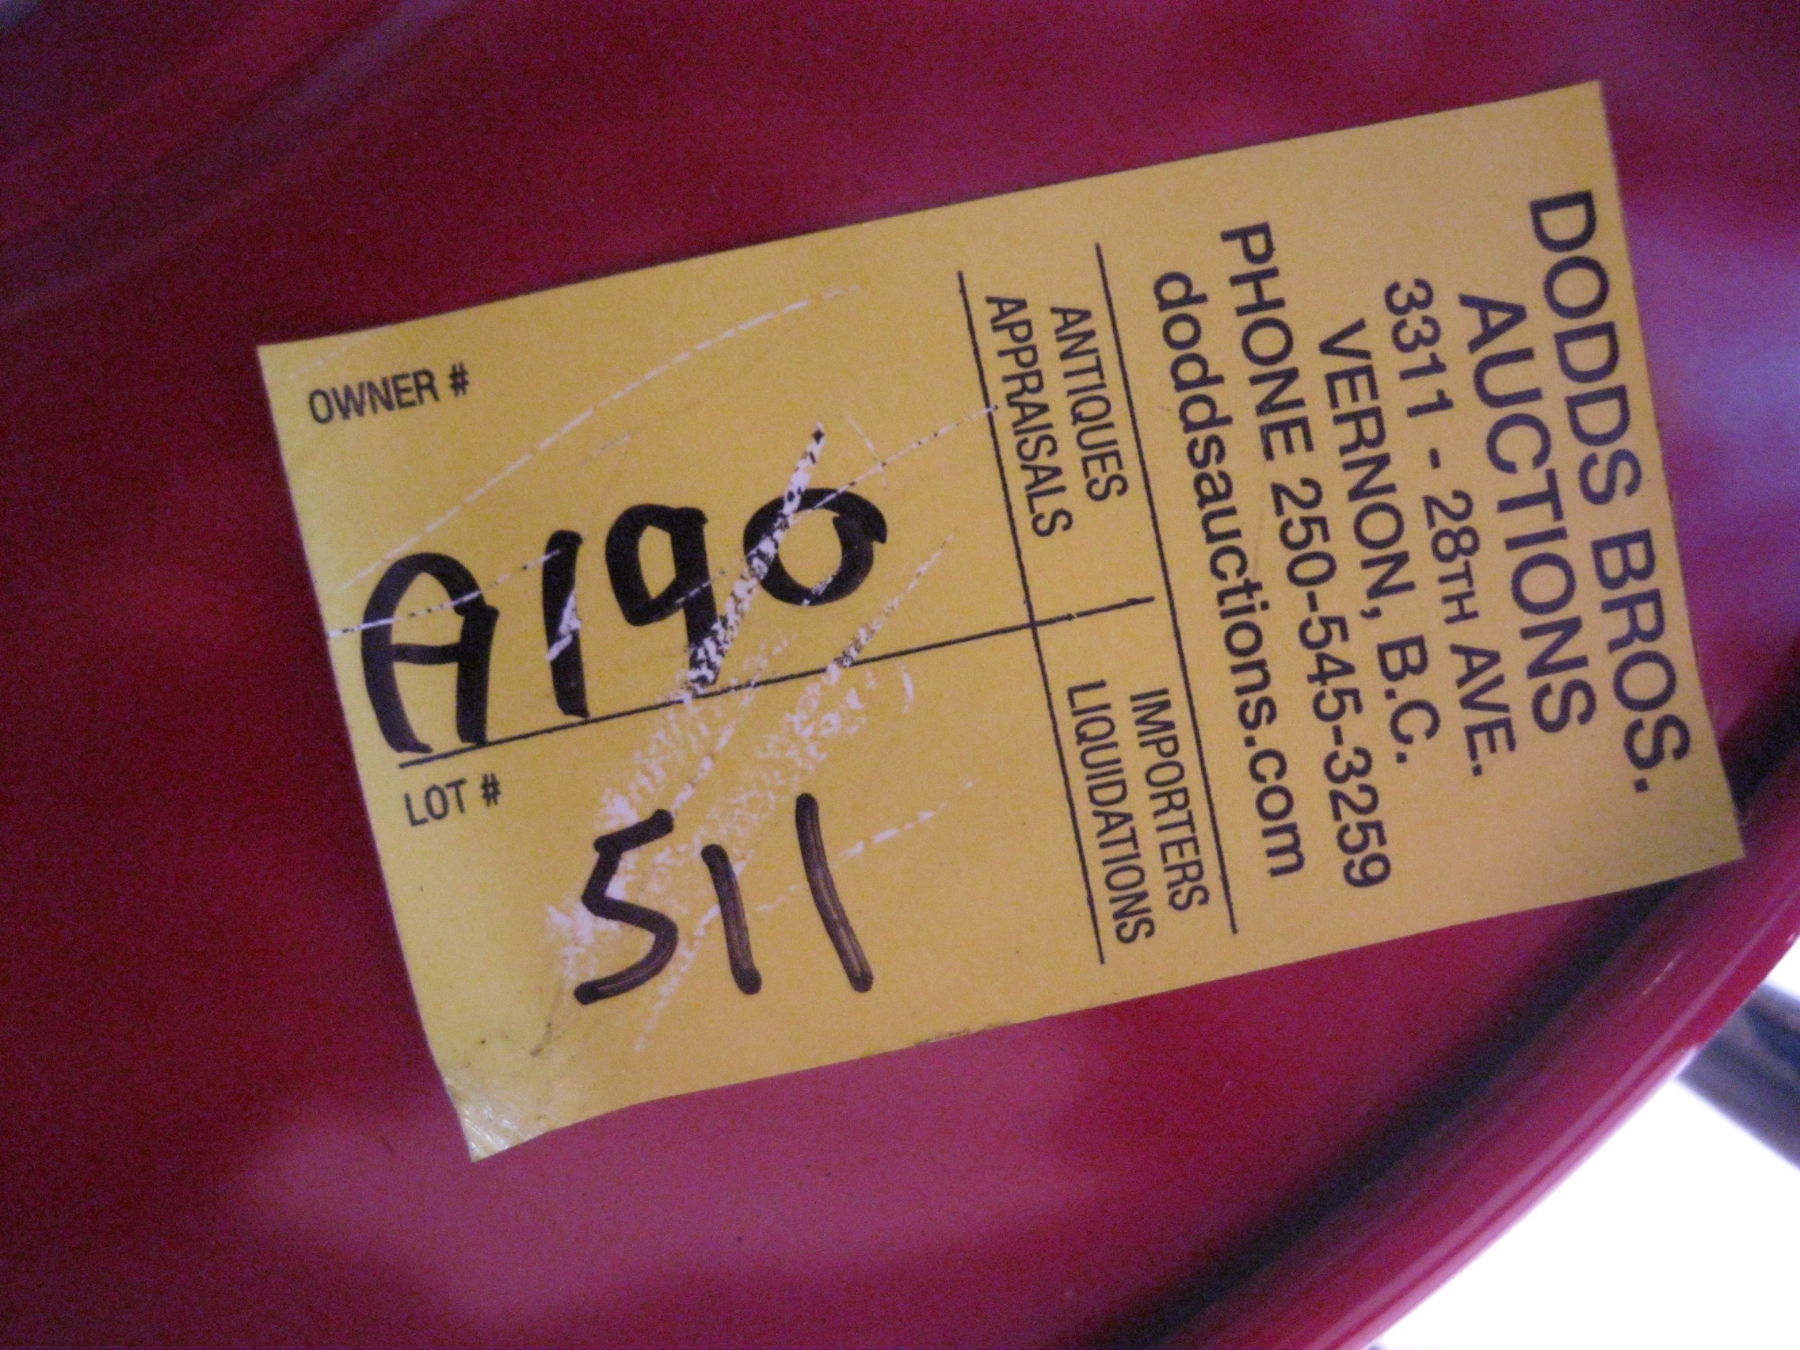 DODDS BROS.
AUCTIONS
3311 - 28TH AVE.
VERNON, B.C.
PHONE 250-545-3259
doddsauctions.com
ANTIQUES
APPRAISALS
IMPORTERS
LIQUIDATIONS
OWNER #
A190
LOT #
511